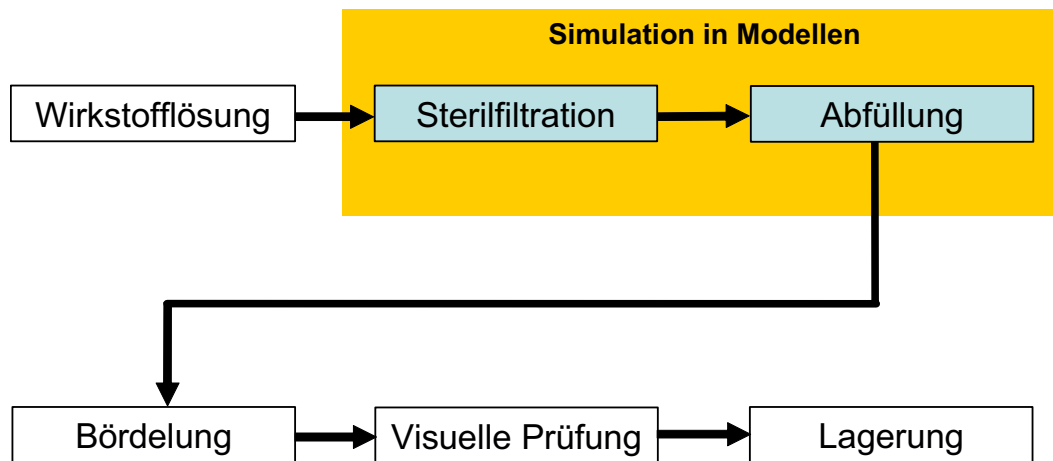 Simulation in Modellen
Wirkstofflösung
Sterilfiltration
Abfüllung
Bördelung
Visuelle Prüfung
Lagerung